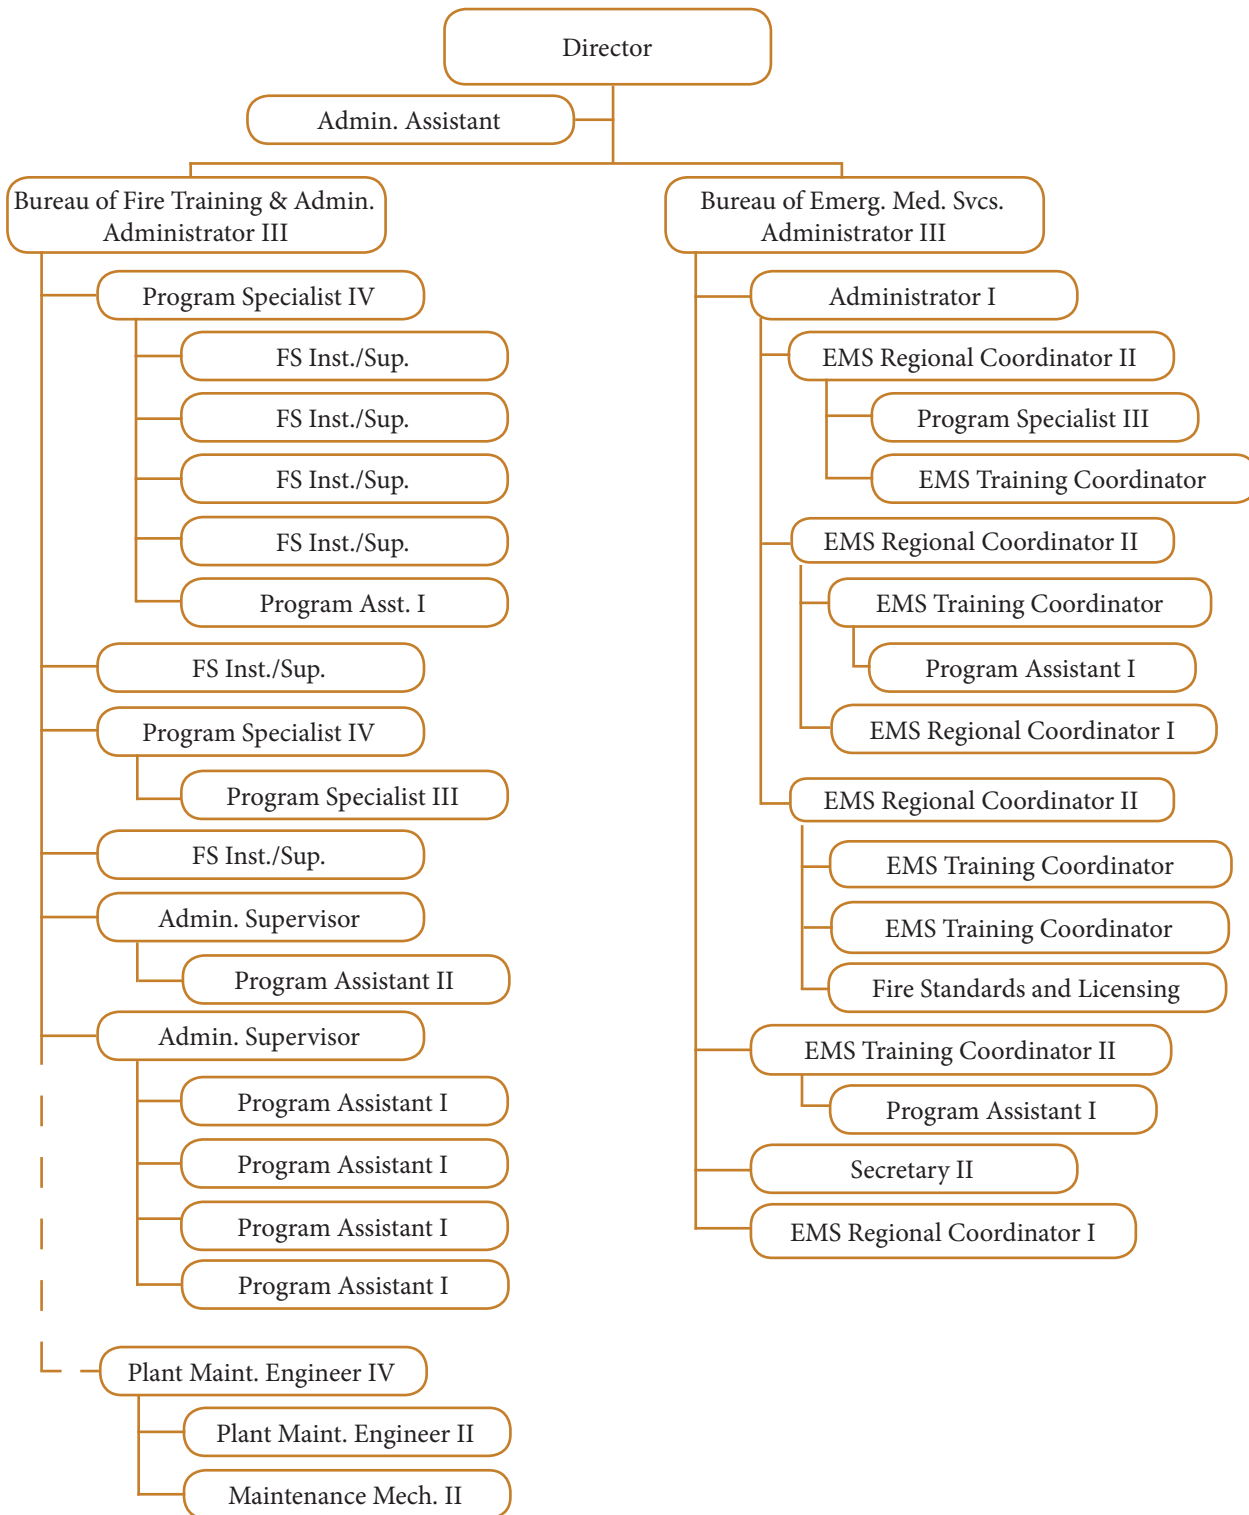 Director
Admin. Assistant
Bureau of Fire Training & Admin.
Administrator III
Program Specialist IV
FS Inst./Sup.
FS Inst./Sup.
FS Inst./Sup.
FS Inst./Sup.
Program Asst. I
FS Inst./Sup.
Program Specialist IV
Program Specialist III
FS Inst./Sup.
Admin. Supervisor
Program Assistant II
Admin. Supervisor
Program Assistant I
Program Assistant I
Program Assistant I
Program Assistant I
Plant Maint. Engineer IV
Plant Maint. Engineer II
Maintenance Mech. II
Bureau of Emerg. Med. Svcs.
Administrator III
Administrator I
EMS Regional Coordinator II
Program Specialist III
EMS Training Coordinator
EMS Regional Coordinator II
EMS Training Coordinator
Program Assistant I
EMS Regional Coordinator I
EMS Regional Coordinator II
EMS Training Coordinator
EMS Training Coordinator
Fire Standards and Licensing
EMS Training Coordinator II
Program Assistant I
Secretary II
EMS Regional Coordinator I